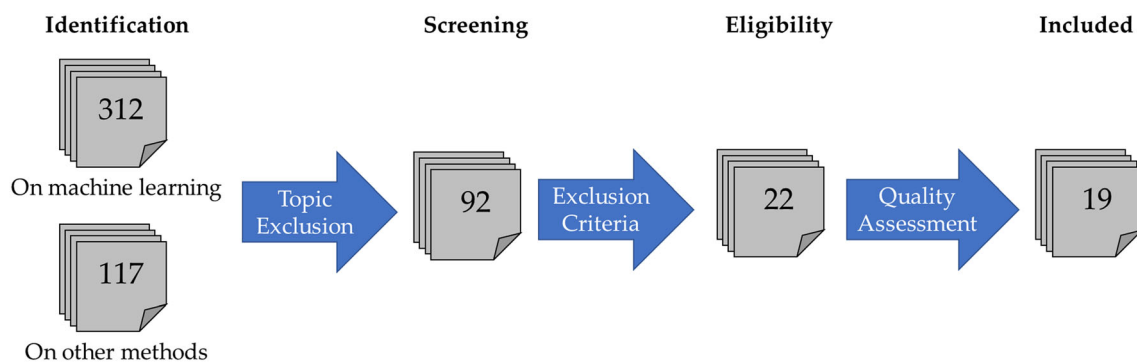 Identification
Screening
Eligibility
Included
312
On machine learning
117
On other methods
Topic
Exclusion
92
Exclusion
Criteria
22
Quality
Assessment
19